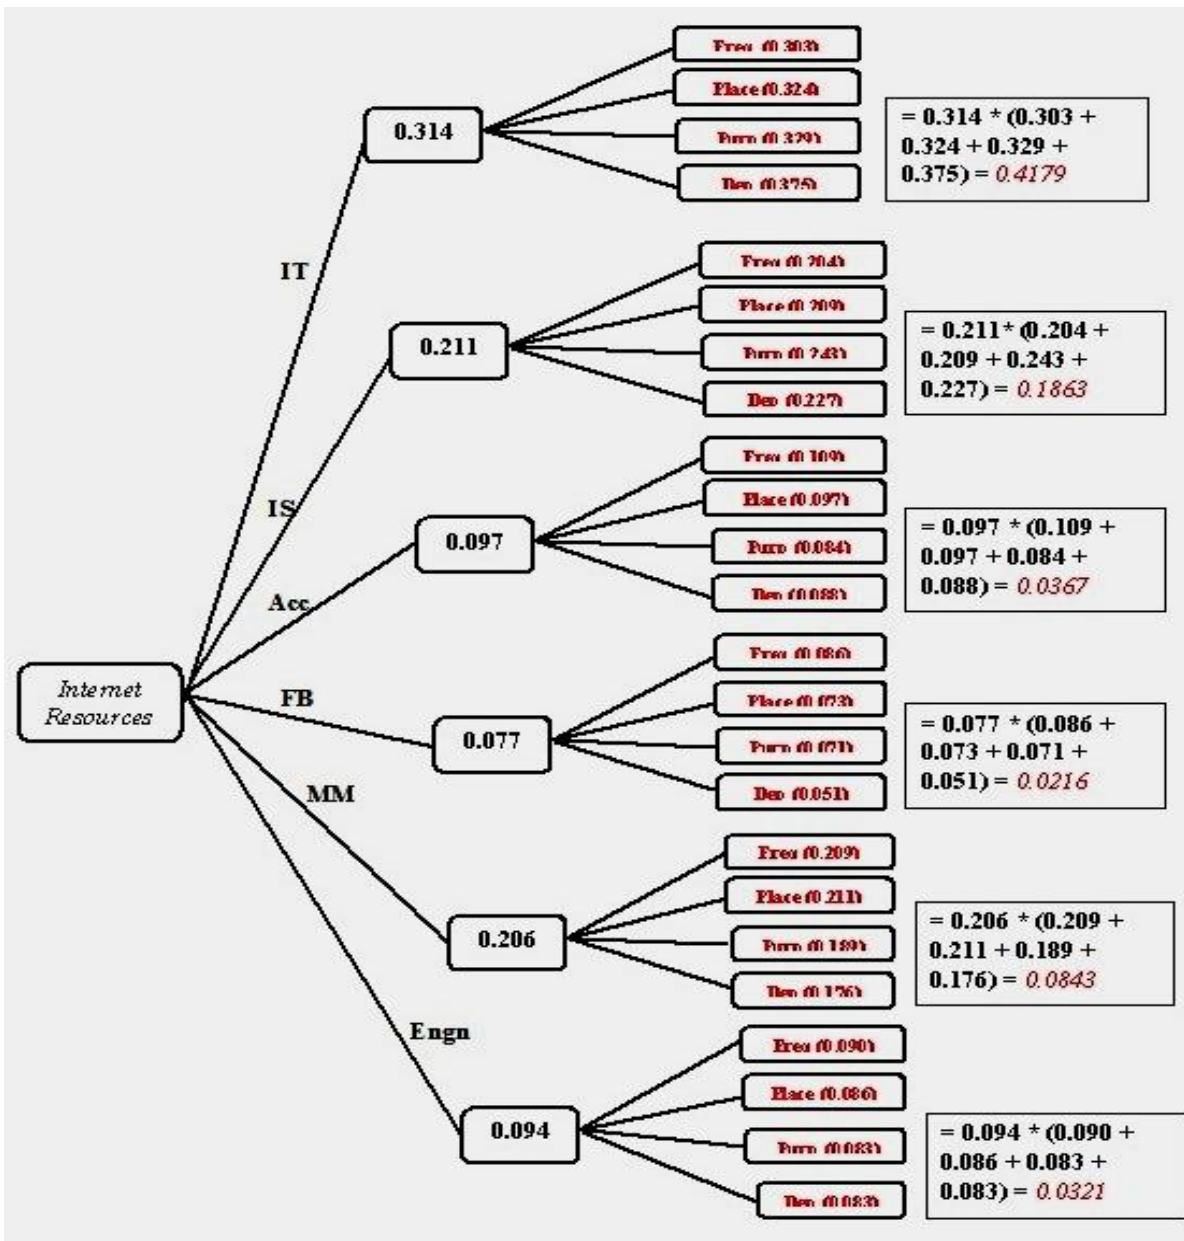 Freq (0.303)
Place (0.324)
Purp (0.329)
Dep (0.375)
0.314
= 0.314 * (0.303 +
0.324 + 0.329 +
0.375) = 0.4179
IT
Freq (0.204)
Place (0.209)
Purp (0.243)
Dep (0.227)
0.211
= 0.211* (0.204 +
0.209 + 0.243 +
0.227) = 0.1863
IS
Freq (0.109)
Place (0.097)
Purp (0.084)
Dep (0.088)
0.097
= 0.097 * (0.109 +
0.097 + 0.084 +
0.088) = 0.0367
Acc
Internet
Resources
FB
Freq (0.086)
Place (0.073)
Purp (0.071)
Dep (0.051)
0.077
= 0.077 * (0.086 +
0.073 + 0.071 +
0.051) = 0.0216
MM
Freq (0.209)
Place (0.211)
Purp (0.189)
Dep (0.176)
0.206
= 0.206 * (0.209 +
0.211 + 0.189 +
0.176) = 0.0843
Engn
Freq (0.090)
Place (0.086)
Purp (0.083)
Dep (0.083)
0.094
= 0.094 * (0.090 +
0.086 + 0.083 +
0.083) = 0.0321